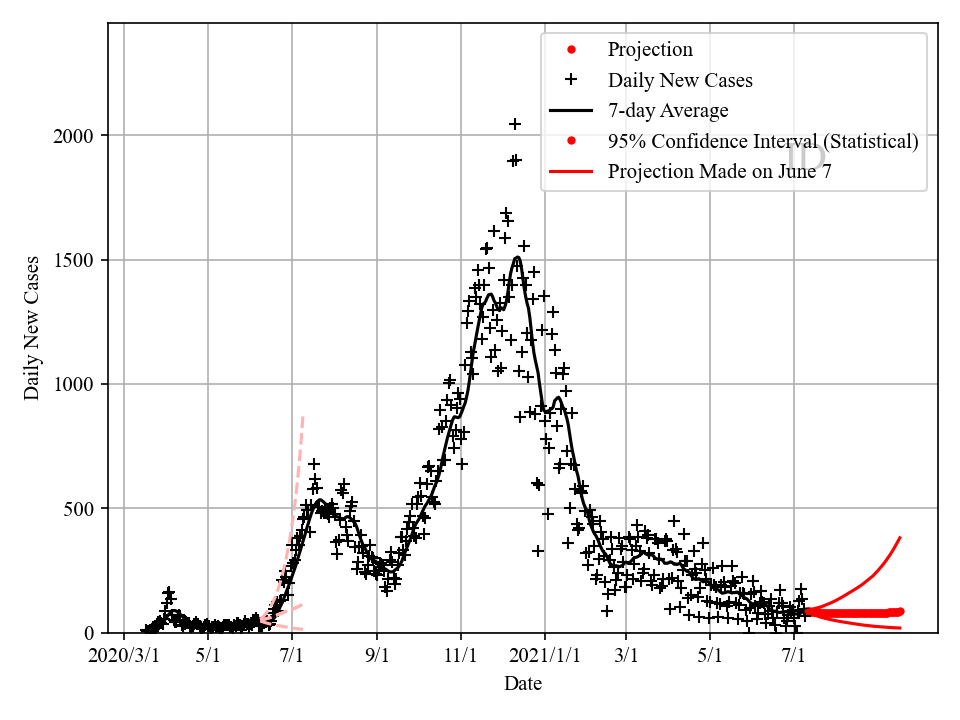 Projection
Daily New Cases
7-day Average
95% Confidence Interval (Statistical)
Projection Made on June 7
ID
Daily New Cases
2000
1500
1000
500
0
2020/3/1 5/1 7/1 9/1 11/1 2021/1/1 3/1 5/1 7/1
Date